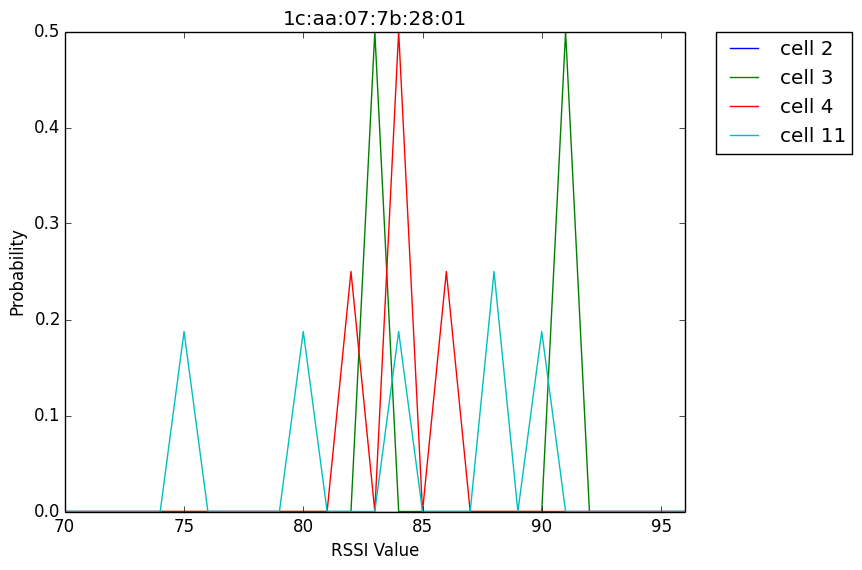 1c:aa:07:7b:28:01
0.5
0.4
0.3
0.2
0.1
0.0
Probability
70 75 80 85 90 95
RSSI Value
cell 2
cell 3
cell 4
cell 11